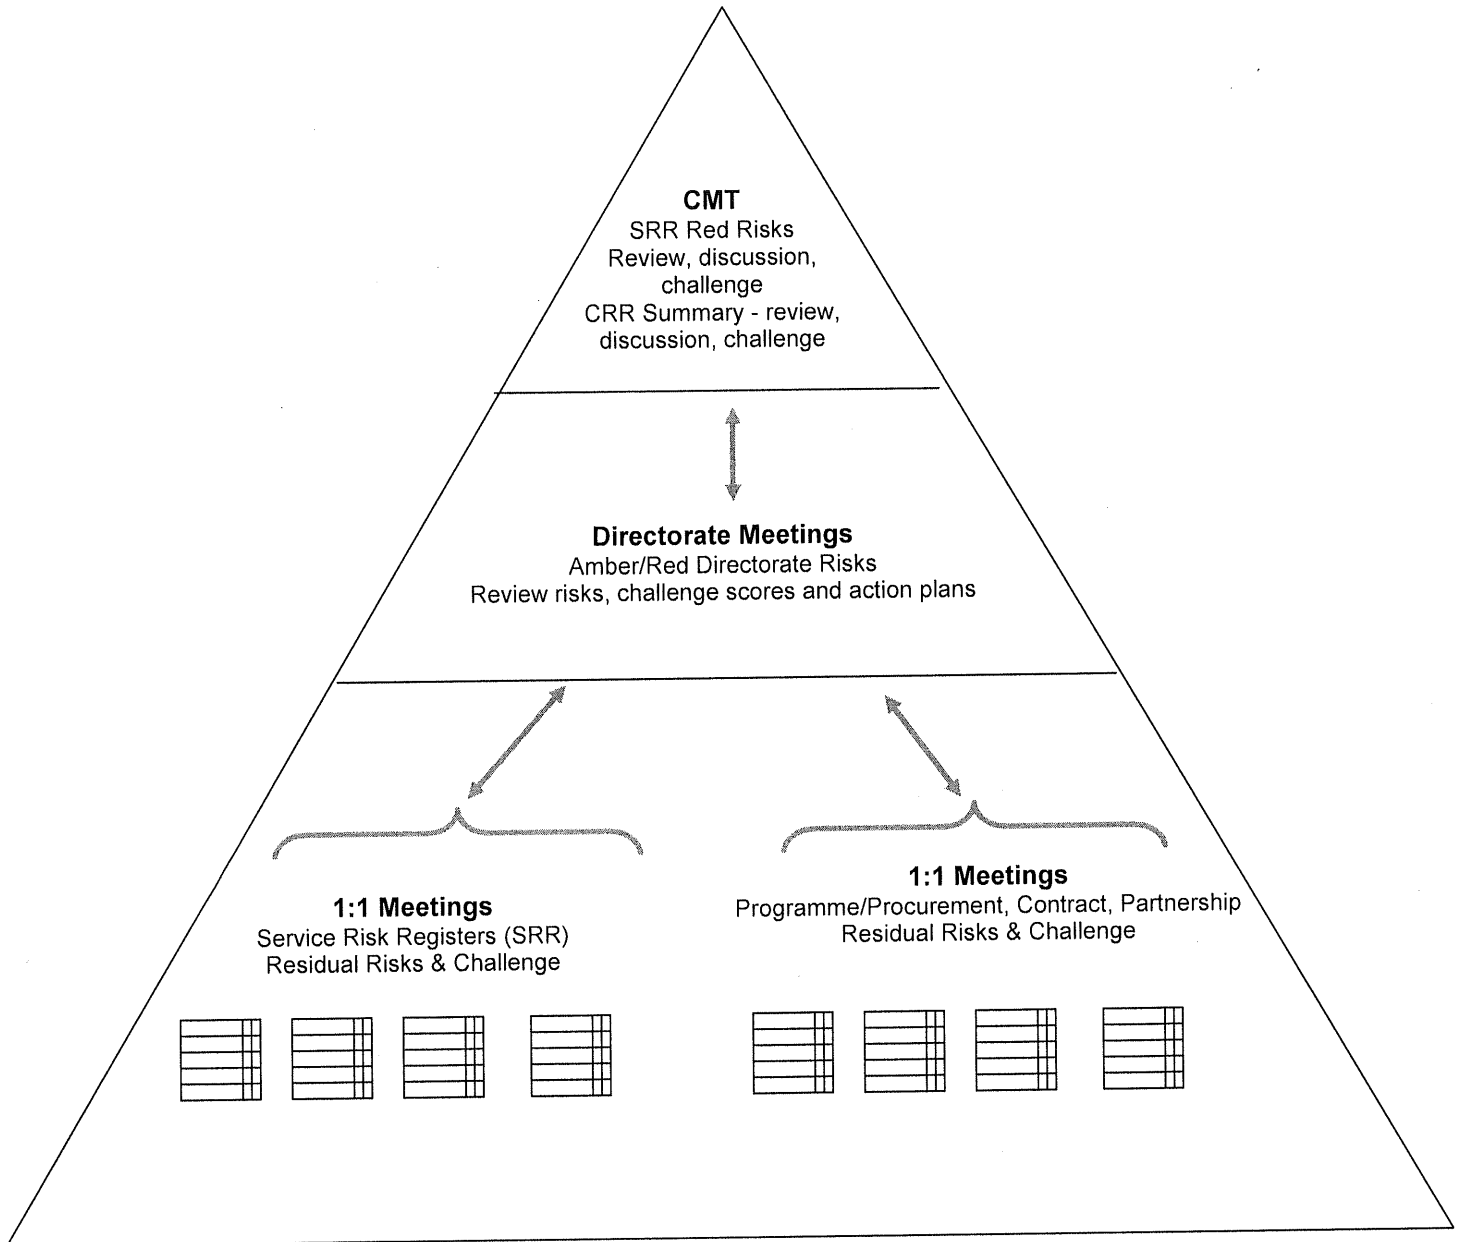 CMT
SRR Red Risks
Review, discussion,
challenge
CRR Summary - review,
discussion, challenge
Directorate Meetings
Amber/Red Directorate Risks
Review risks, challenge scores and action plans
1:1 Meetings
Service Risk Registers (SRR)
Residual Risks & Challenge
1:1 Meetings
Programme/Procurement, Contract, Partnership
Residual Risks & Challenge